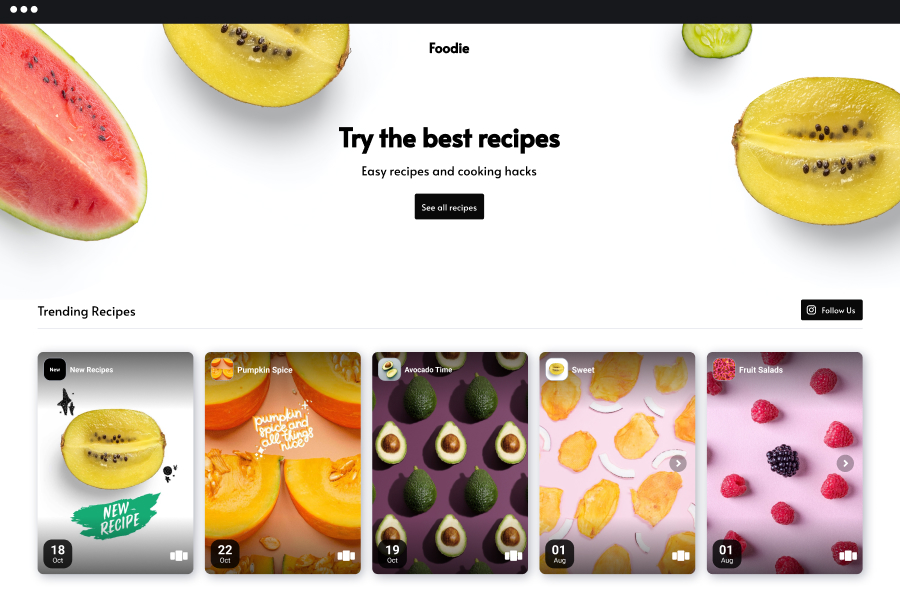 Foodie
Try the best recipes
Easy recipes and cooking hacks
See all recipes
Trending Recipes
Follow Us
New
New Recipes
Pumpkin Spice
Avocado Time
Sweet
Fruit Salads
pumpkin
spice and
all things
nice
NEW
RECIPE
18
Oct
22
Oct
19
Oct
01
Aug
01
Aug